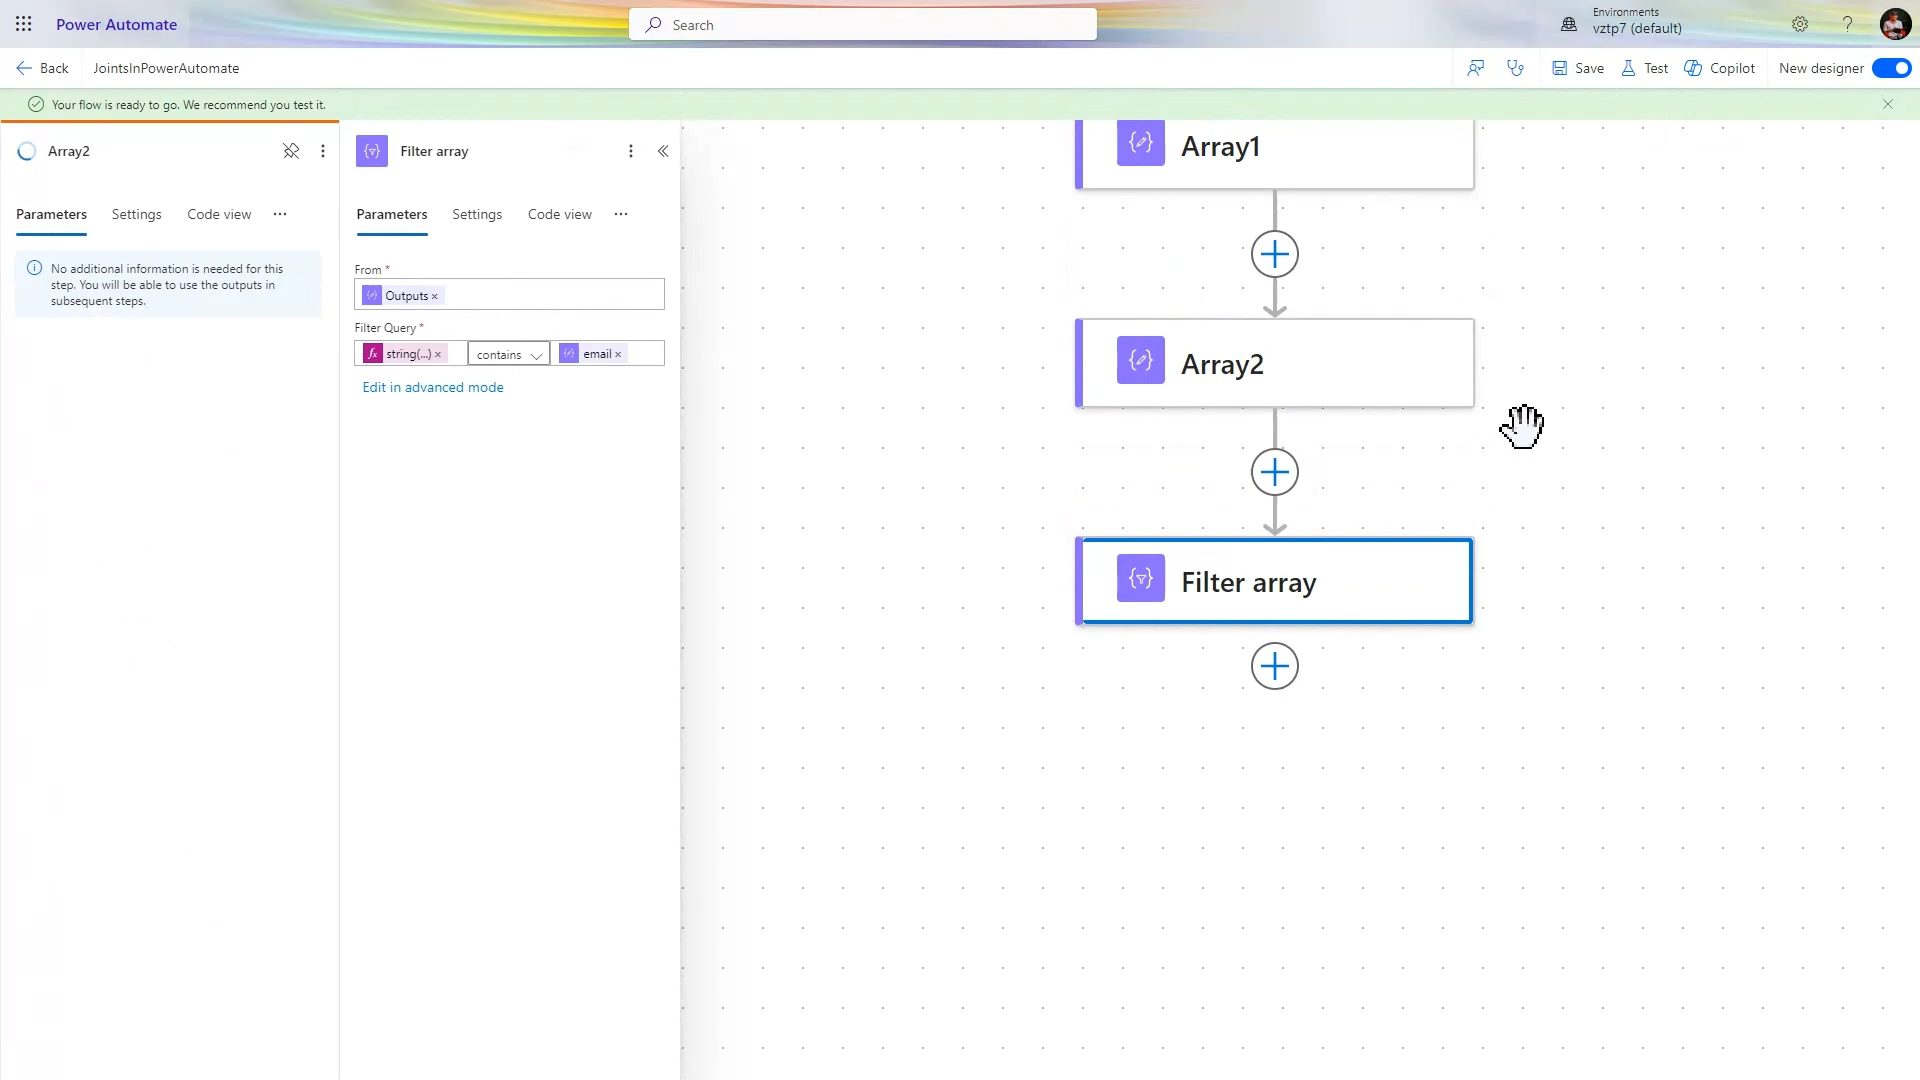 Power Automate
Search
Environments
vztp7 (default)
?
Back
JointsInPowerAutomate
Save
Test
Copilot
New designer
Your flow is ready to go. We recommend you test it.
Array2
Parameters
Settings
Code view
...
No additional information is needed for this
step. You will be able to use the outputs in
subsequent steps.
Filter array
Parameters
Settings
Code view
...
From *
Outputs ×
Filter Query *
fx string(...) × contains email ×
Edit in advanced mode
Array1
Array2
Filter array